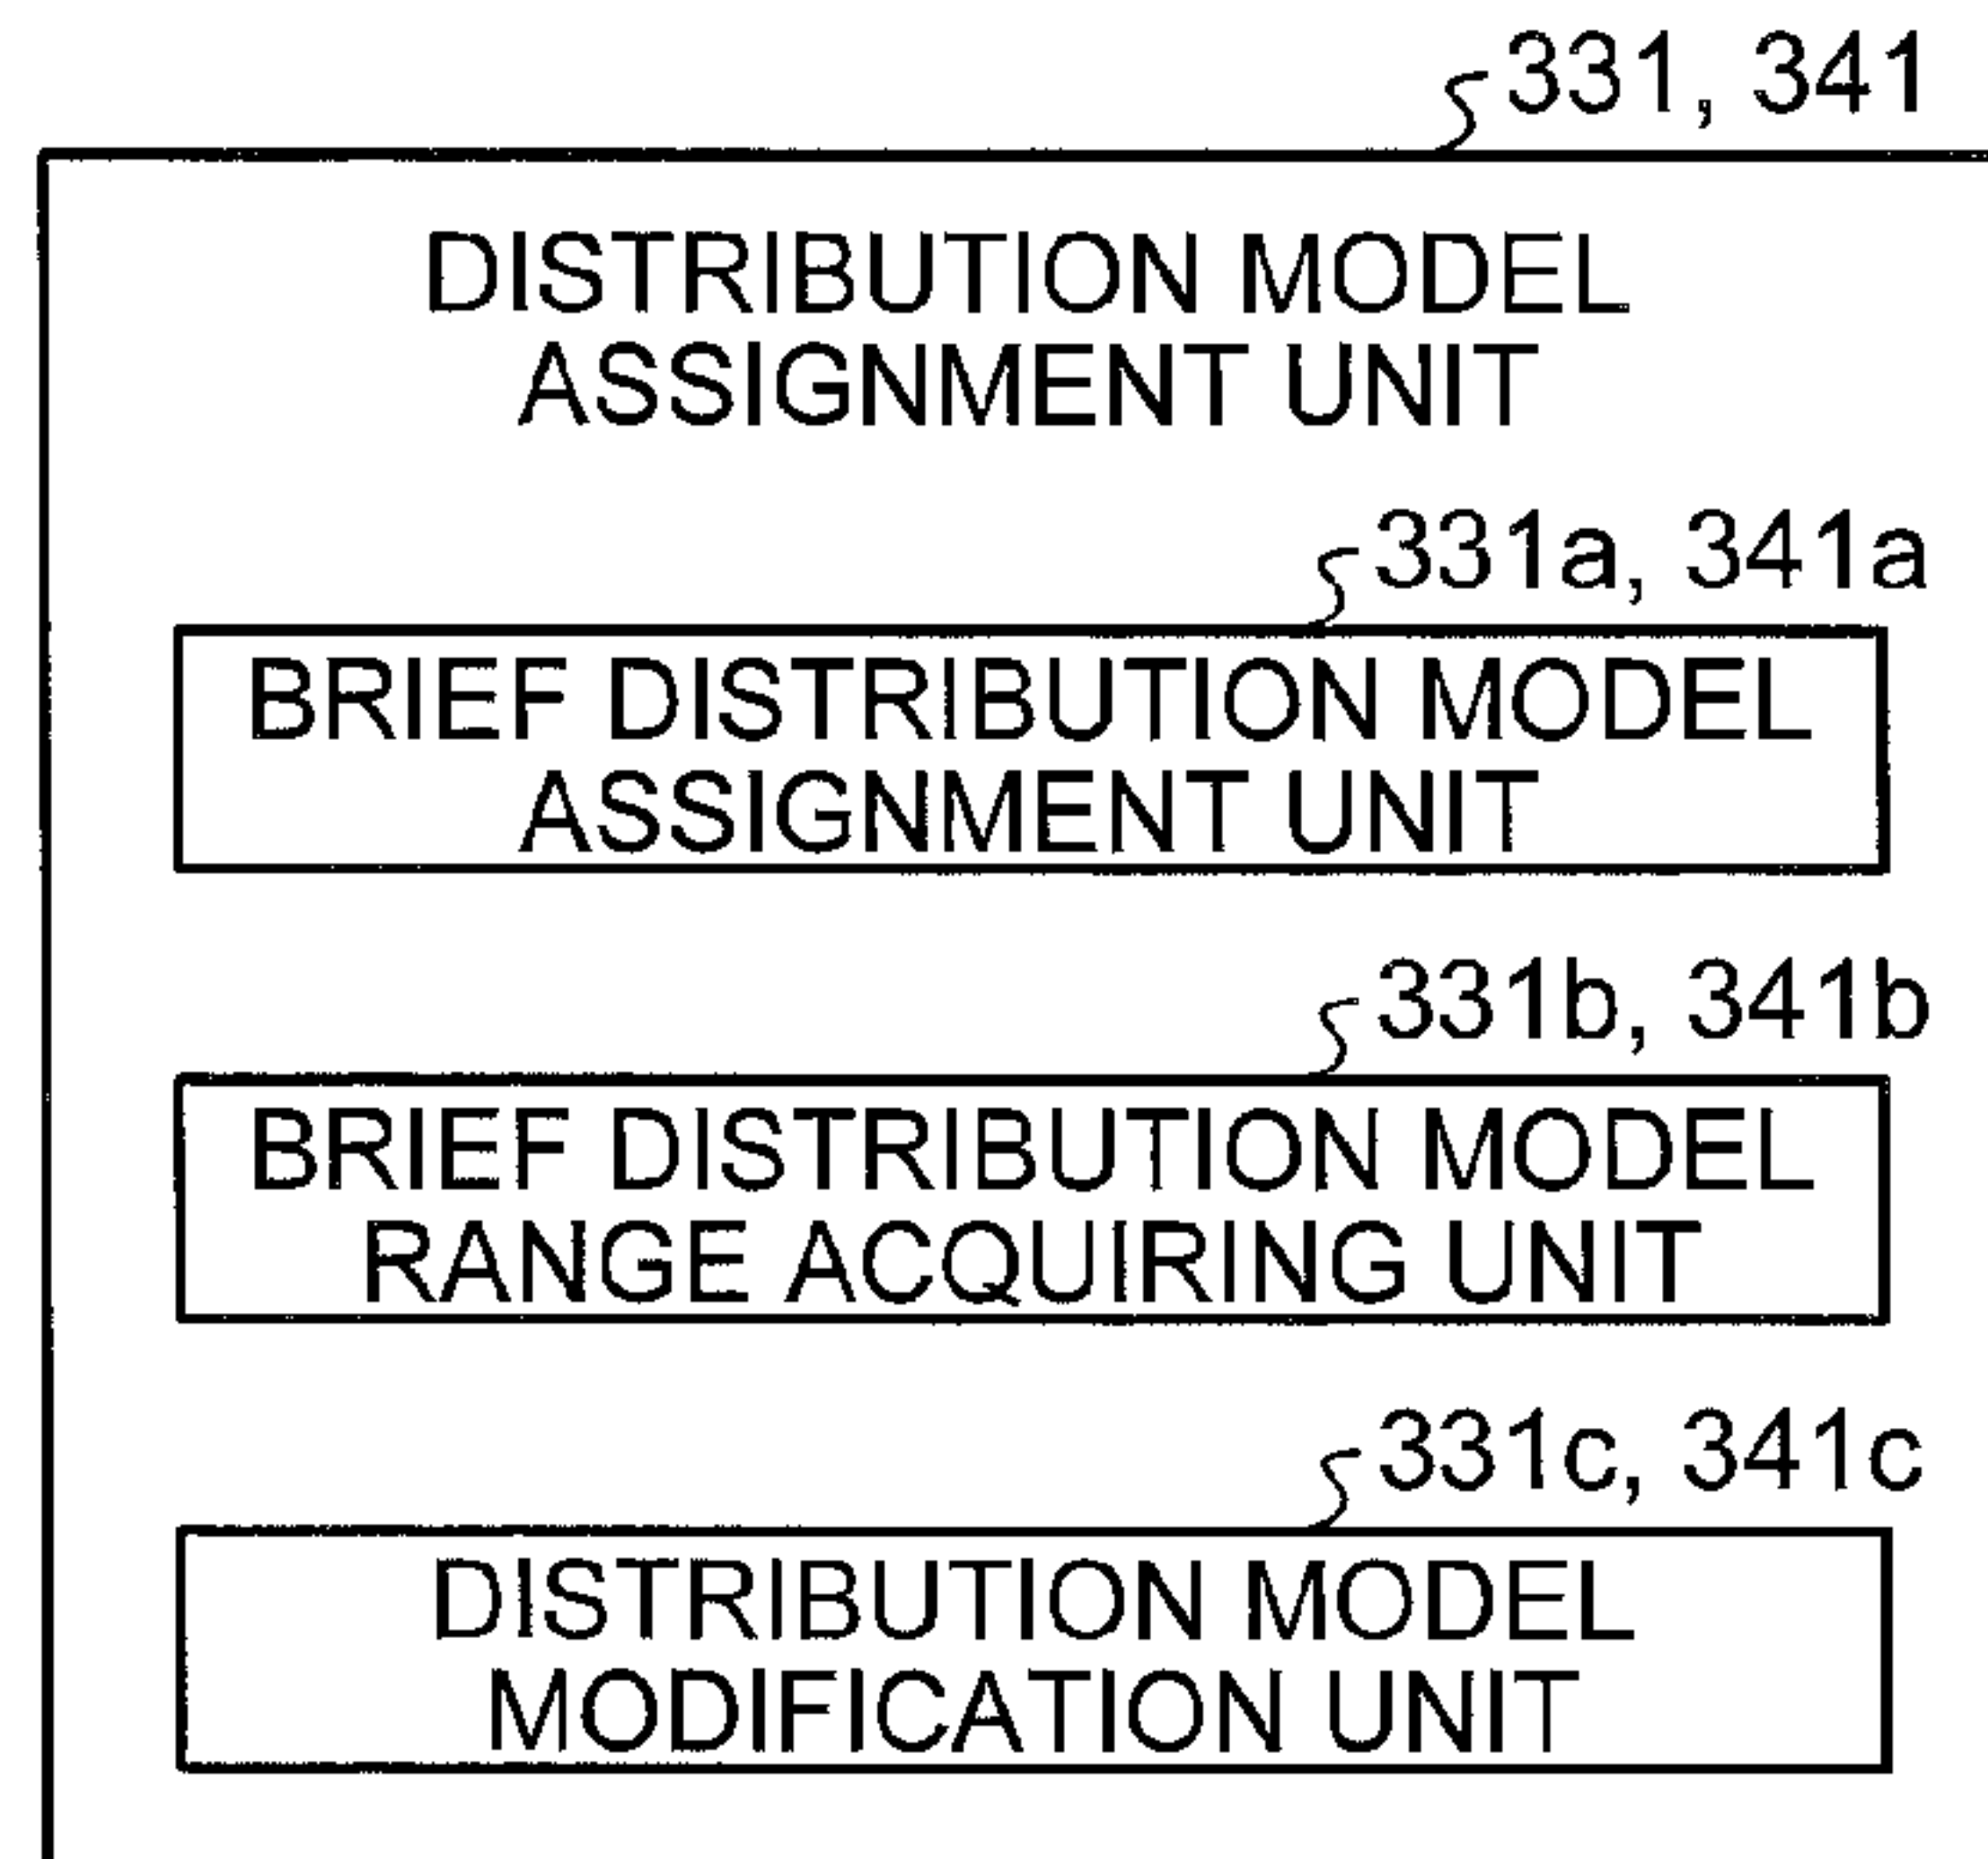 331, 341
DISTRIBUTION MODEL
ASSIGNMENT UNIT
331a, 341a
BRIEF DISTRIBUTION MODEL
ASSIGNMENT UNIT
331b, 341b
BRIEF DISTRIBUTION MODEL
RANGE ACQUIRING UNIT
331c, 341c
DISTRIBUTION MODEL
MODIFICATION UNIT